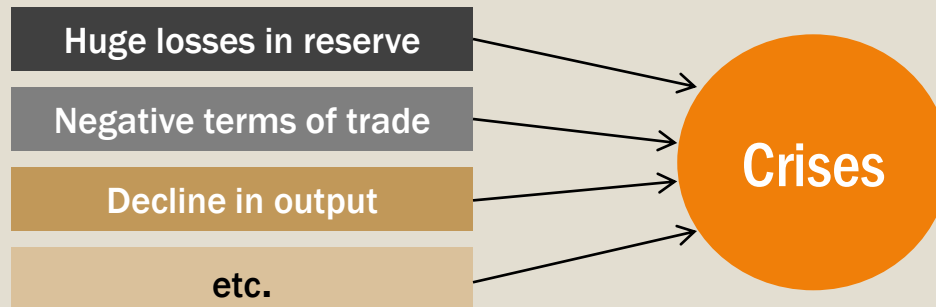 Huge losses in reserve
Negative terms of trade
Decline in output
etc.
Crises